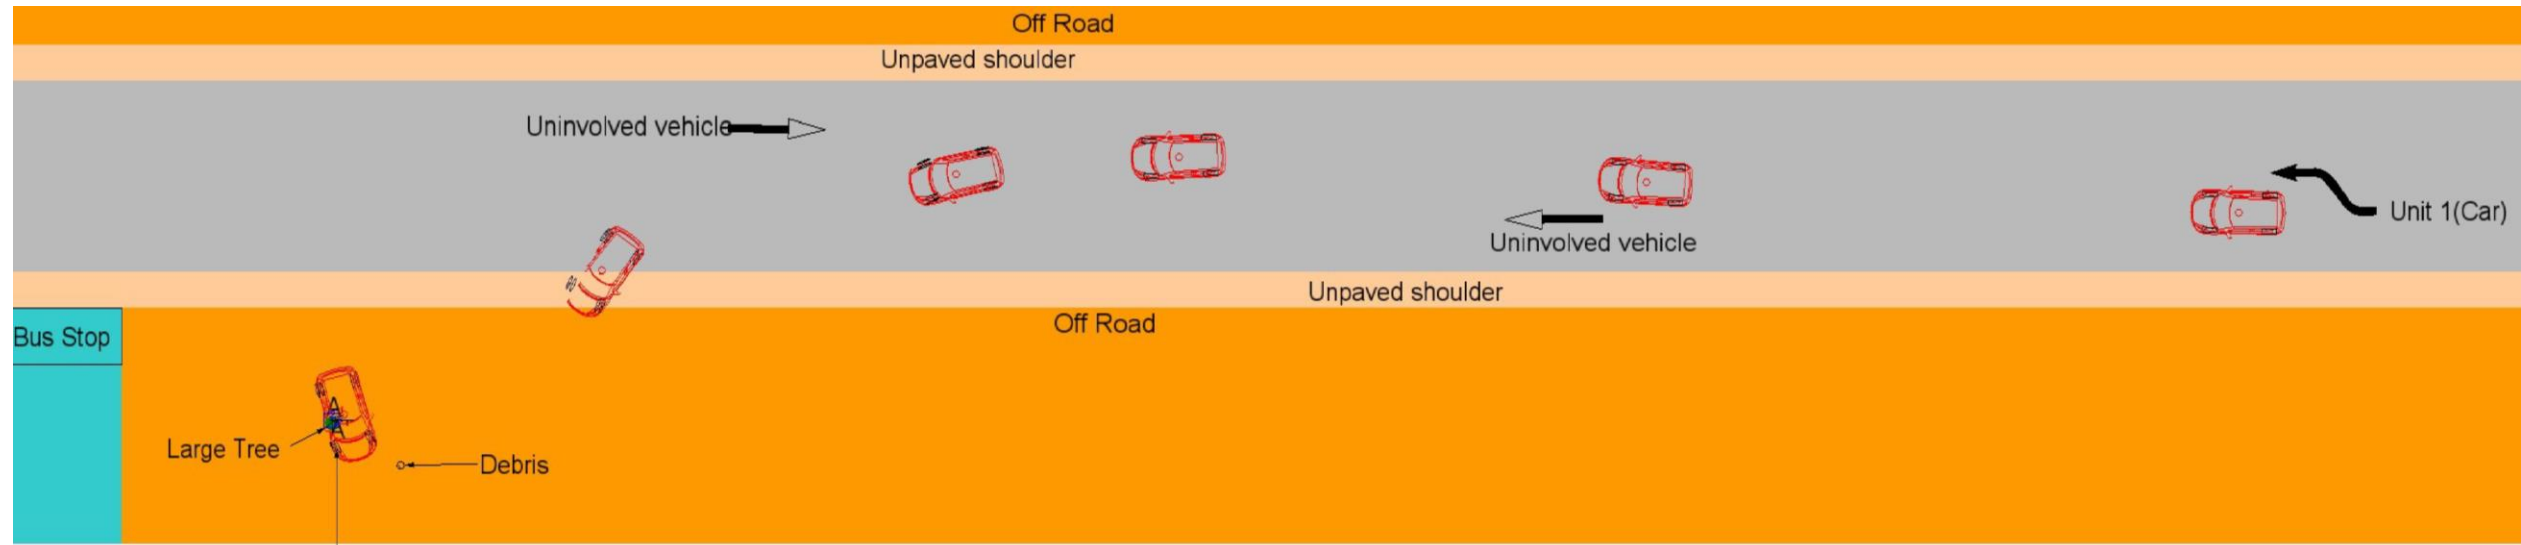 Off Road
Unpaved shoulder
Uninvolved vehicle
Unit 1(Car)
Uninvolved vehicle
Unpaved shoulder
Off Road
Bus Stop
Large Tree
Debris